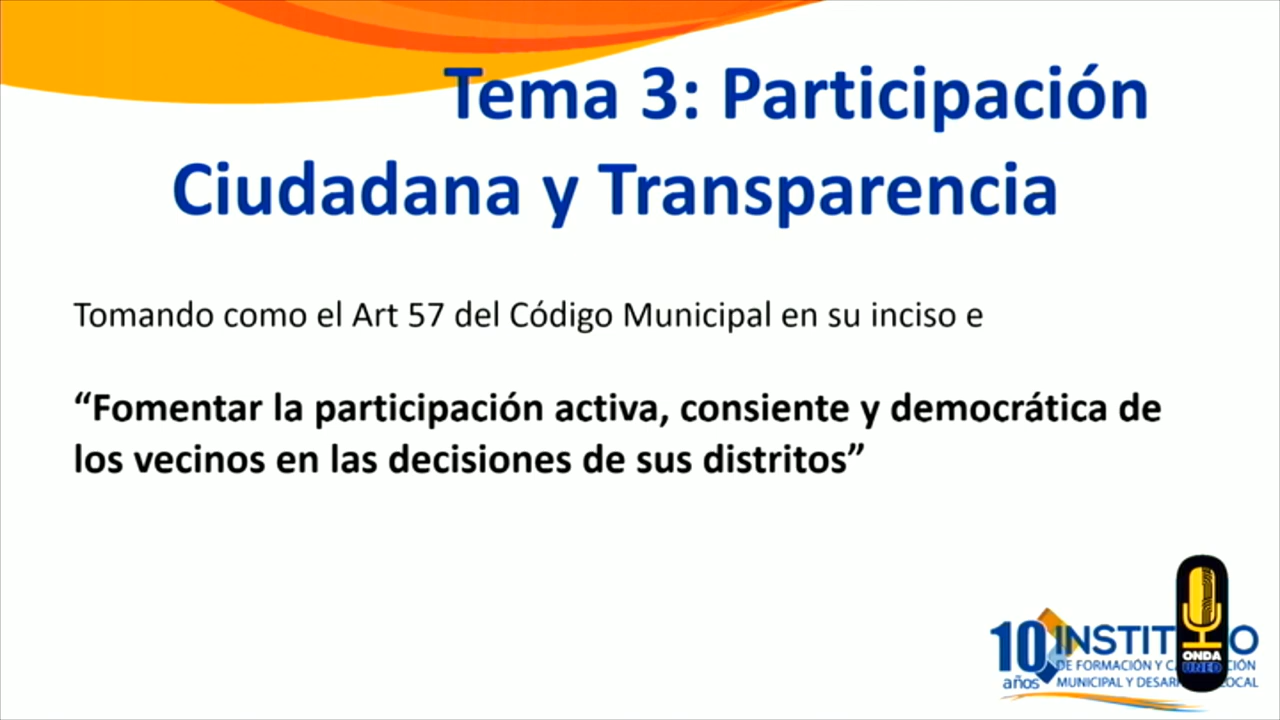 Tema 3: Participación
Ciudadana y Transparencia
Tomando como el Art 57 del Código Municipal en su inciso e
“Fomentar la participación activa, consiente y democrática de
los vecinos en las decisiones de sus distritos”
10
años
DE FORMACIÓN Y
MUNICIPAL Y
ONDA
UNED